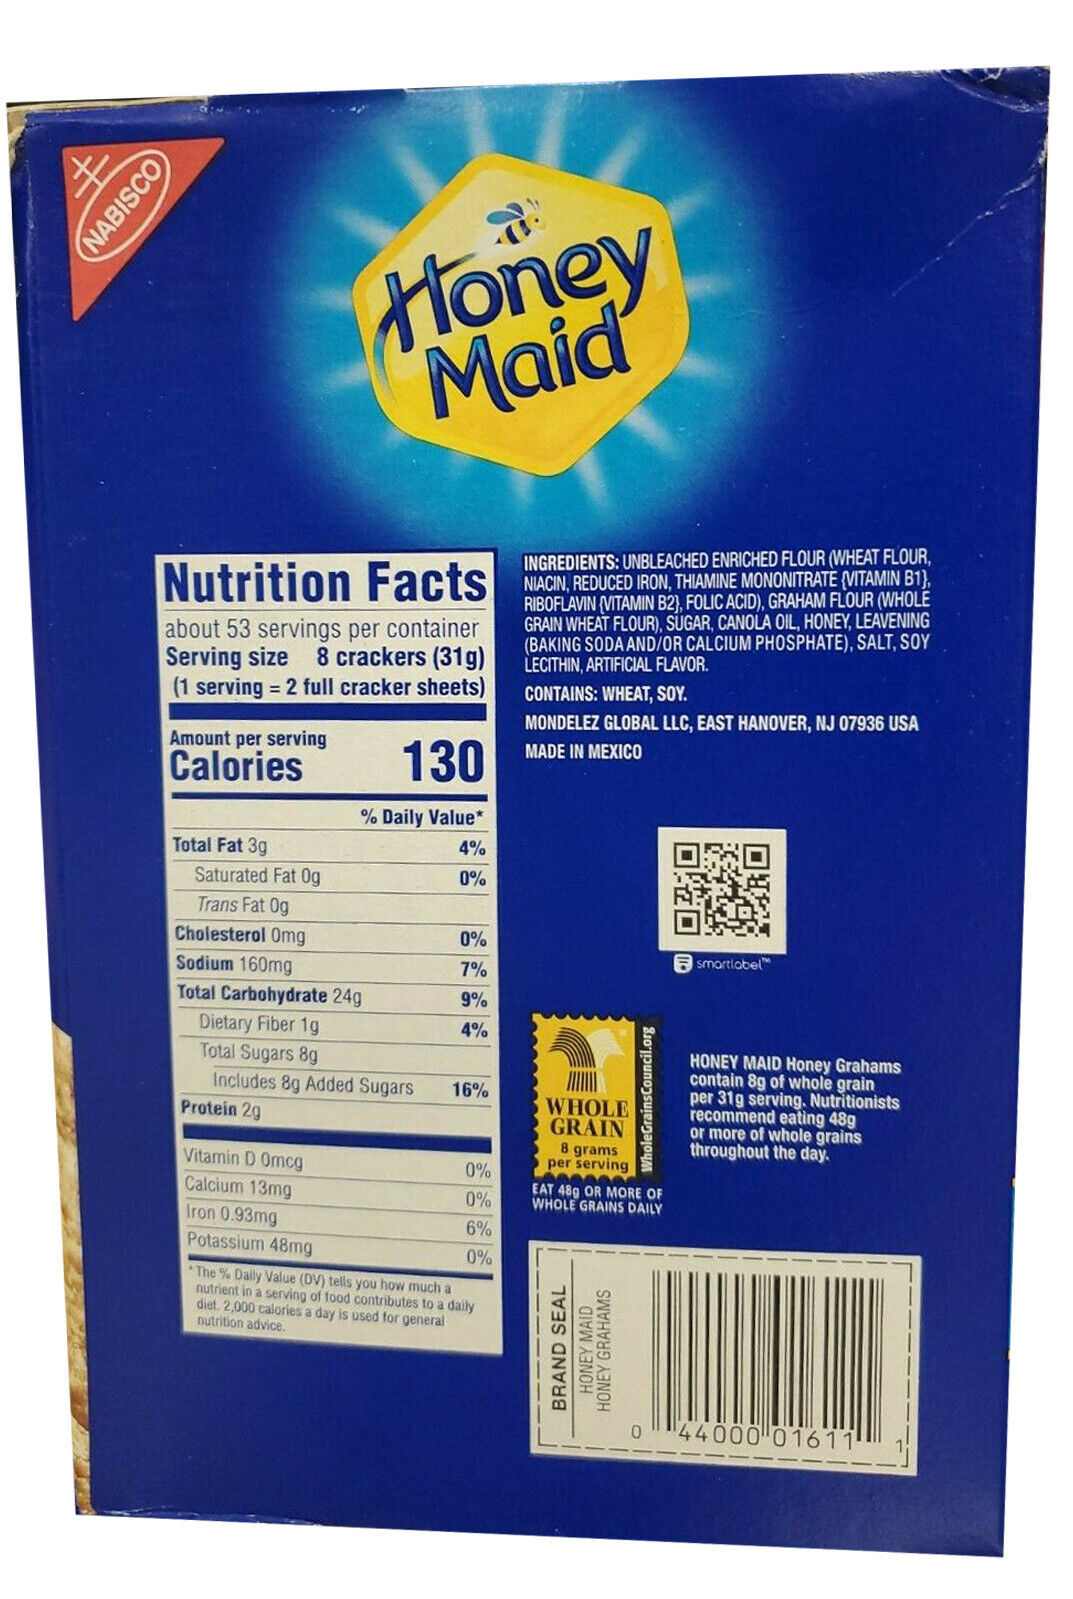 NABISCO
Honey
Maid
Nutrition Facts
about 53 servings per container
Serving size 8 crackers (31g)
(1 serving = 2 full cracker sheets)
Amount per serving
Calories 130
% Daily Value*
Total Fat 3g 4%
Saturated Fat 0g 0%
Trans Fat 0g
Cholesterol 0mg 0%
Sodium 160mg 7%
Total Carbohydrate 24g 9%
Dietary Fiber 1g 4%
Total Sugars 8g
Includes 8g Added Sugars 16%
Protein 2g
Vitamin D 0mcg 0%
Calcium 13mg 0%
Iron 0.93mg 6%
Potassium 48mg 0%
*The % Daily Value (DV) tells you how much a
nutrient in a serving of food contributes to a daily
diet. 2,000 calories a day is used for general
nutrition advice.
INGREDIENTS: UNBLEACHED ENRICHED FLOUR (WHEAT FLOUR,
NIACIN, REDUCED IRON, THIAMINE MONONITRATE {VITAMIN B1},
RIBOFLAVIN {VITAMIN B2}, FOLIC ACID), GRAHAM FLOUR (WHOLE
GRAIN WHEAT FLOUR), SUGAR, CANOLA OIL, HONEY, LEAVENING
(BAKING SODA AND/OR CALCIUM PHOSPHATE), SALT, SOY
LECITHIN, ARTIFICIAL FLAVOR.
CONTAINS: WHEAT, SOY.
MONDELEZ GLOBAL LLC, EAST HANOVER, NJ 07936 USA
MADE IN MEXICO
smartlabel™
WHOLE
GRAIN
8 grams
per serving
WholeGrainsCouncil.org
EAT 48g OR MORE OF
WHOLE GRAINS DAILY
HONEY MAID Honey Grahams
contain 8g of whole grain
per 31g serving. Nutritionists
recommend eating 48g
or more of whole grains
throughout the day.
BRAND SEAL
HONEY MAID
HONEY GRAHAMS
0 44000 01611 1